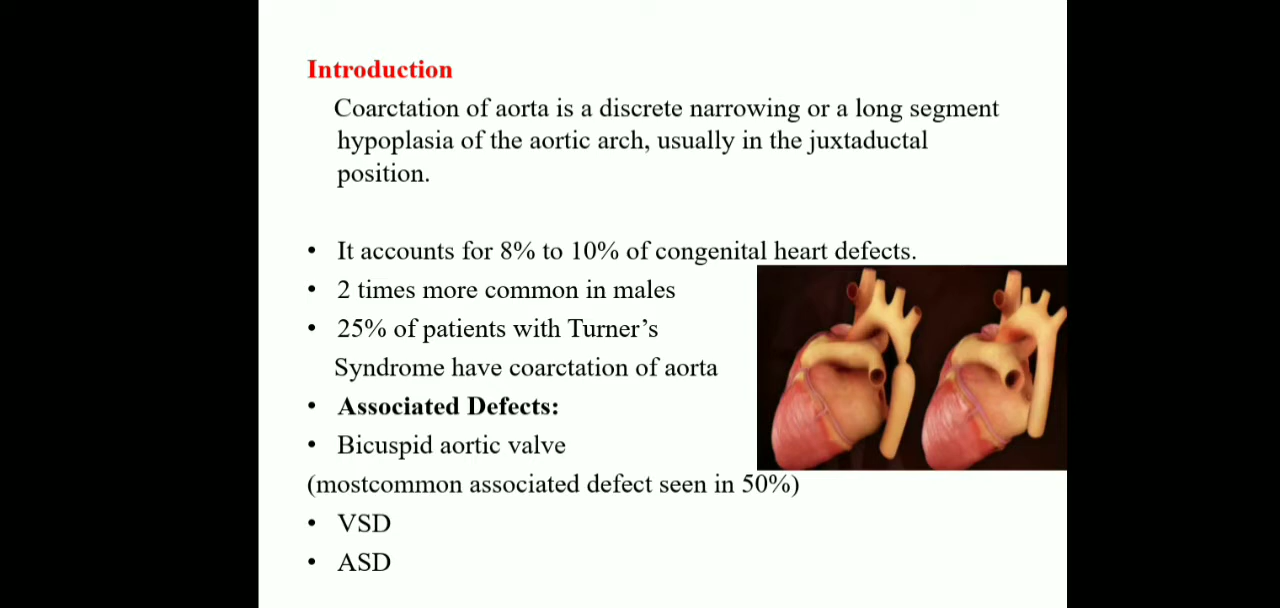 Introduction
Coarctation of aorta is a discrete narrowing or a long segment
hypoplasia of the aortic arch, usually in the juxtaductal
position.
• It accounts for 8% to 10% of congenital heart defects.
• 2 times more common in males
• 25% of patients with Turner’s
Syndrome have coarctation of aorta
• Associated Defects:
• Bicuspid aortic valve
(mostcommon associated defect seen in 50%)
• VSD
• ASD